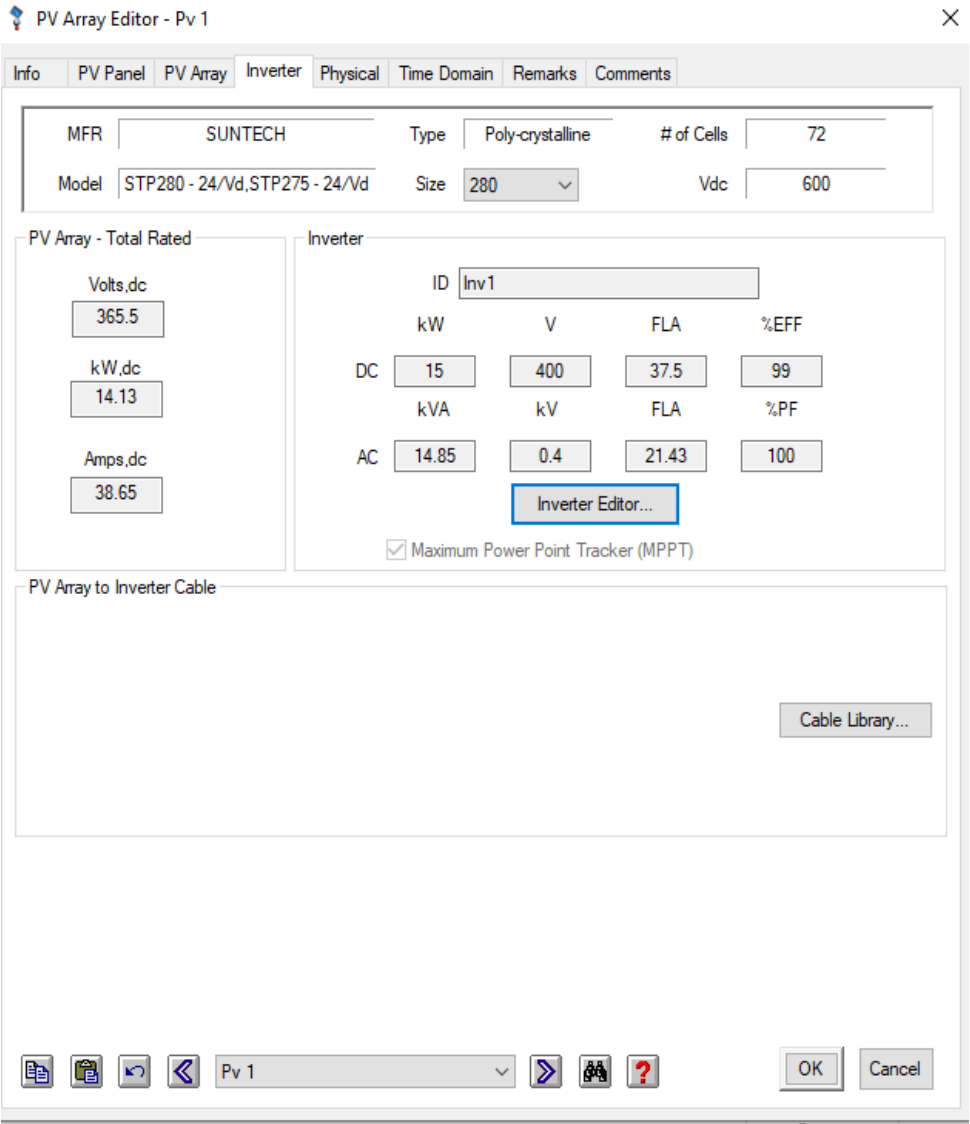 PV Array Editor - Pv 1
Info PV Panel PV Array Inverter Physical Time Domain Remarks Comments
MFR SUNTECH Type Poly-crystalline # of Cells 72
Model STP280 - 24/Vd,STP275 - 24/Vd Size 280 Vdc 600
PV Array - Total Rated
Volts,dc
365.5
kW,dc
14.13
Amps,dc
38.65
Inverter
ID Inv1
kW V FLA %EFF
DC 15 400 37.5 99
kVA kV FLA %PF
AC 14.85 0.4 21.43 100
Inverter Editor...
Maximum Power Point Tracker (MPPT)
PV Array to Inverter Cable
Cable Library...
Pv 1
?
OK Cancel